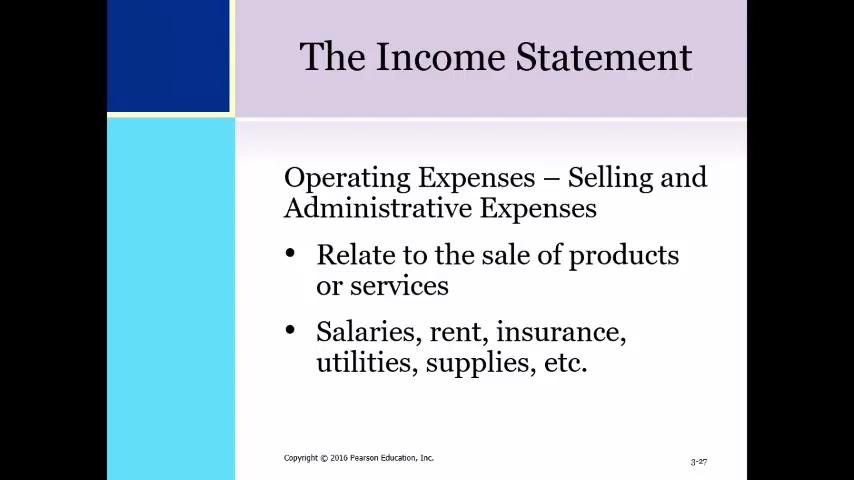 The Income Statement
Operating Expenses – Selling and
Administrative Expenses
• Relate to the sale of products
or services
• Salaries, rent, insurance,
utilities, supplies, etc.
Copyright © 2016 Pearson Education, Inc.
3-27